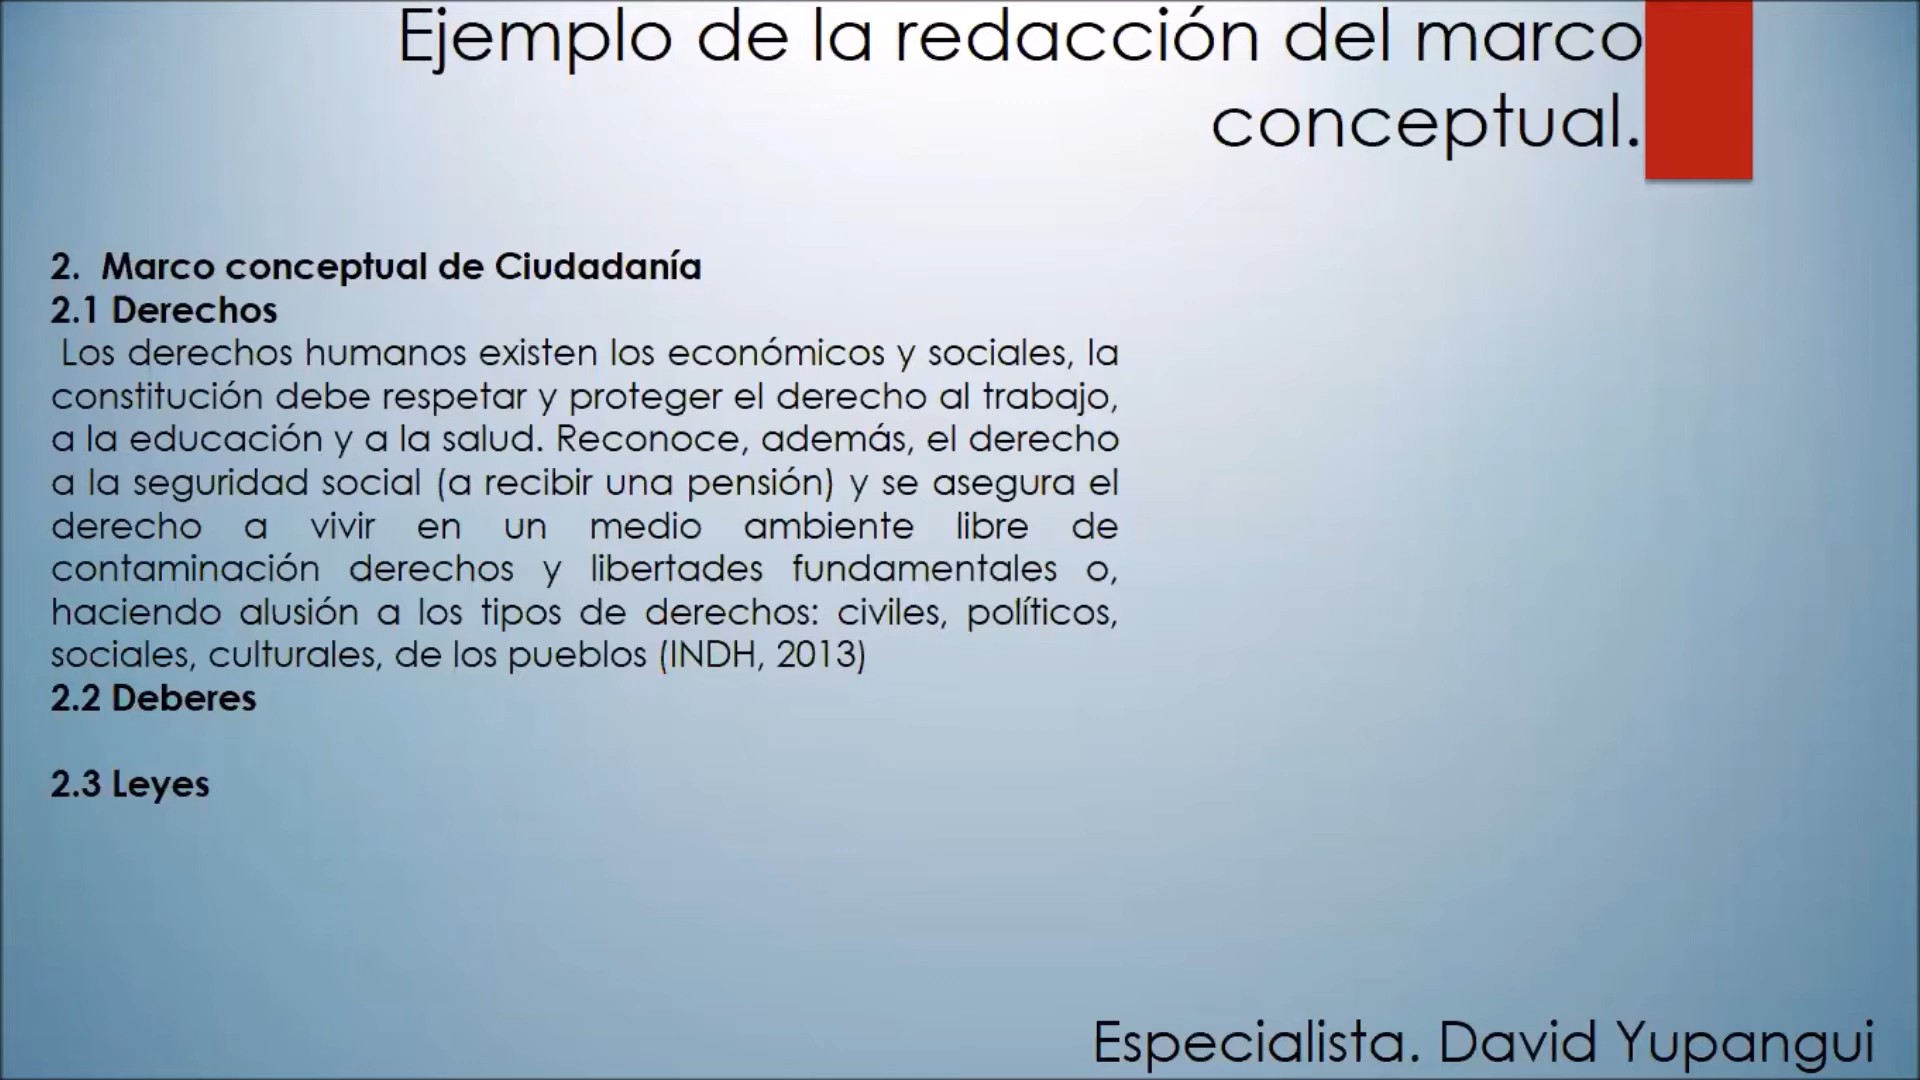 Ejemplo de la redacción del marco
conceptual.
2. Marco conceptual de Ciudadanía
2.1 Derechos
Los derechos humanos existen los económicos y sociales, la
constitución debe respetar y proteger el derecho al trabajo,
a la educación y a la salud. Reconoce, además, el derecho
a la seguridad social (a recibir una pensión) y se asegura el
derecho a vivir en un medio ambiente libre de
contaminación derechos y libertades fundamentales o,
haciendo alusión a los tipos de derechos: civiles, políticos,
sociales, culturales, de los pueblos (INDH, 2013)
2.2 Deberes
2.3 Leyes
Especialista. David Yupangui